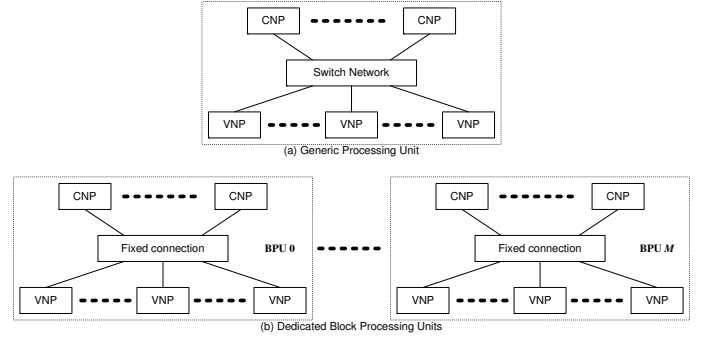 CNP CNP
Switch Network
VNP VNP VNP
(a) Generic Processing Unit
CNP CNP CNP CNP
Fixed connection BPU 0 Fixed connection BPU M
VNP VNP VNP VNP VNP VNP
(b) Dedicated Block Processing Units